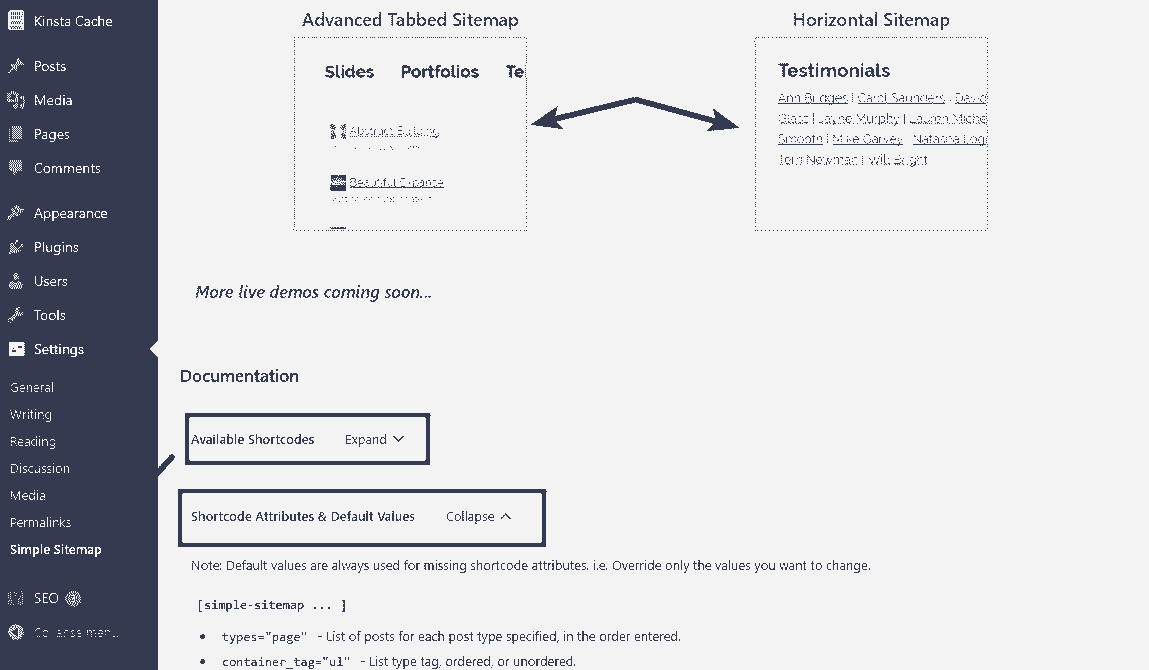 Kinsta Cache
Posts
Media
Pages
Comments
Appearance
Plugins
Users
Tools
Settings
General
Writing
Reading
Discussion
Media
Permalinks
Simple Sitemap
SEO
Collapse menu
Advanced Tabbed Sitemap
Slides Portfolios Te
Abstract Building
Beautiful Expanse
Horizontal Sitemap
Testimonials
Ann Bridges | Carol Saunders | David
Glass | Jayne Murphy | Lauren Miche
Smooth | Mike Garvey | Natasha Log
Tom Newman | Will Bright
More live demos coming soon...
Documentation
Available Shortcodes Expand
Shortcode Attributes & Default Values Collapse
Note: Default values are always used for missing shortcode attributes. i.e. Override only the values you want to change.
[simple-sitemap ... ]
• types="page" - List of posts for each post type specified, in the order entered.
• container_tag="ul" - List type tag, ordered, or unordered.